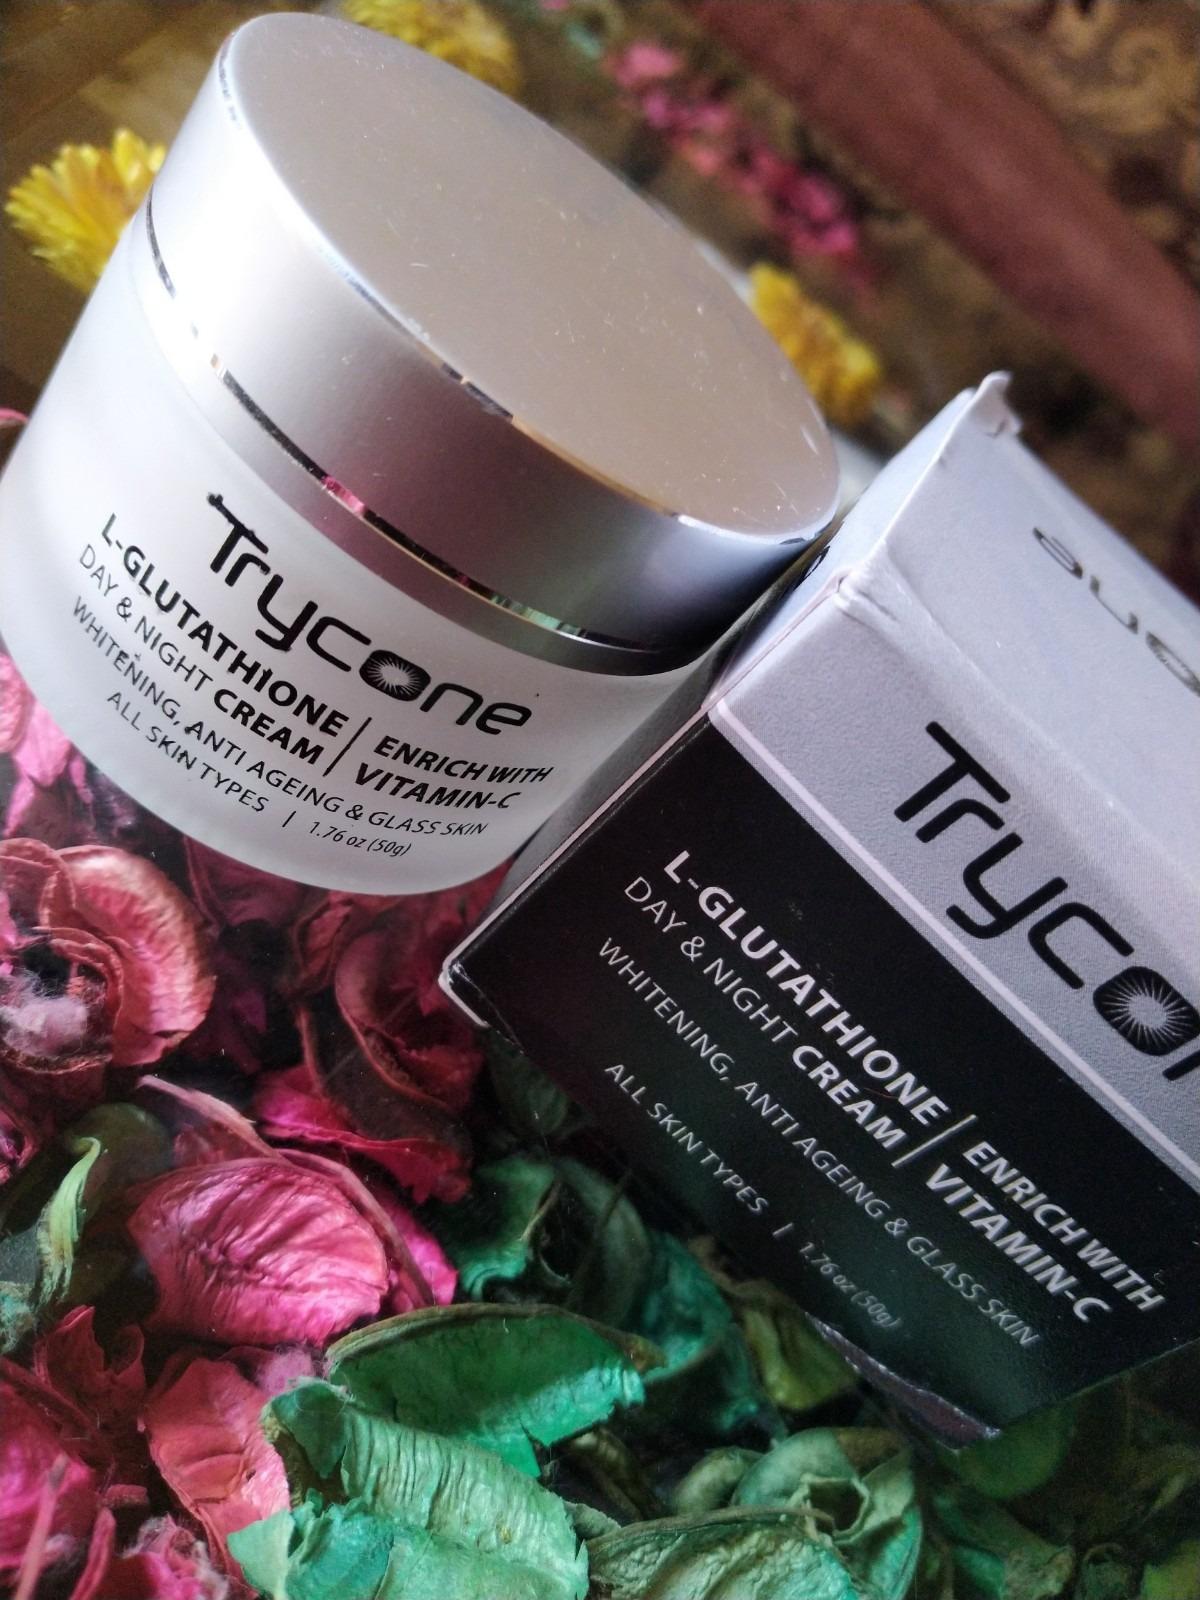 Trycone
L-GLUTATHIONE
DAY & NIGHT CREAM | ENRICH WITH
VITAMIN-C
WHITENING, ANTI AGEING & GLASS SKIN
ALL SKIN TYPES | 1.76 oz (50g)
Tryco
L-GLUTATHIONE
DAY & NIGHT CREAM | ENRICH WITH
VITAMIN-C
WHITENING, ANTI AGEING & GLASS SKIN
ALL SKIN TYPES | 1.76 oz (50g)